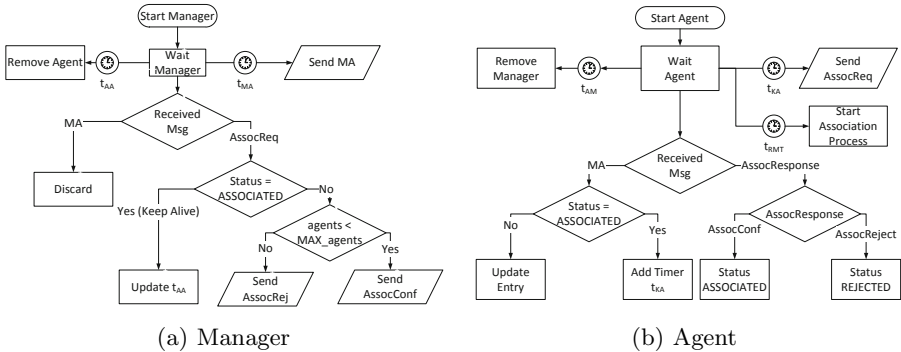 Start Manager
Remove Agent
Wait
Manager
Send MA
tAA
tMA
Received
Msg
MA
AssocReq
Discard
Status =
ASSOCIATED
No
Yes (Keep Alive)
agents <
MAX_agents
No
Yes
Update tAA
Send
AssocRej
Send
AssocConf
(a) Manager
Start Agent
Remove
Manager
Wait
Agent
Send
AssocReq
tAM
tKA
Start
Association
Process
tRMT
Received
Msg
MA
AssocResponse
Status =
ASSOCIATED
AssocResponse
No
Yes
AssocConf
AssocReject
Update
Entry
Add Timer
tKA
Status
ASSOCIATED
Status
REJECTED
(b) Agent